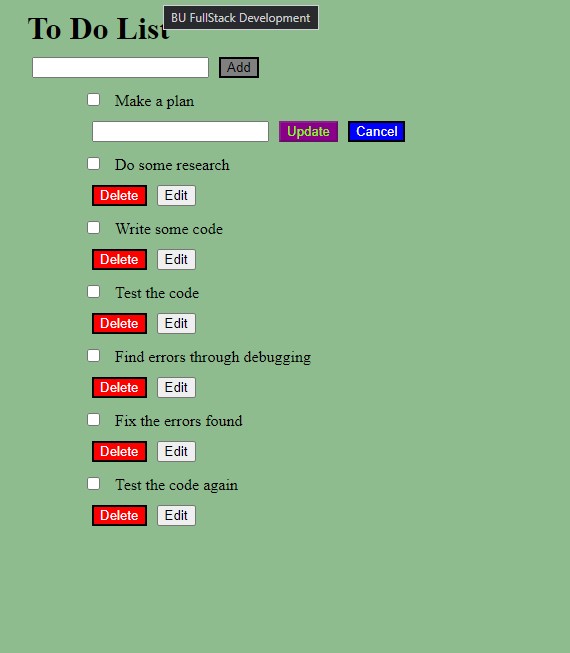 BU FullStack Development
To Do List
Add
Make a plan
Update Cancel
Do some research
Delete Edit
Write some code
Delete Edit
Test the code
Delete Edit
Find errors through debugging
Delete Edit
Fix the errors found
Delete Edit
Test the code again
Delete Edit